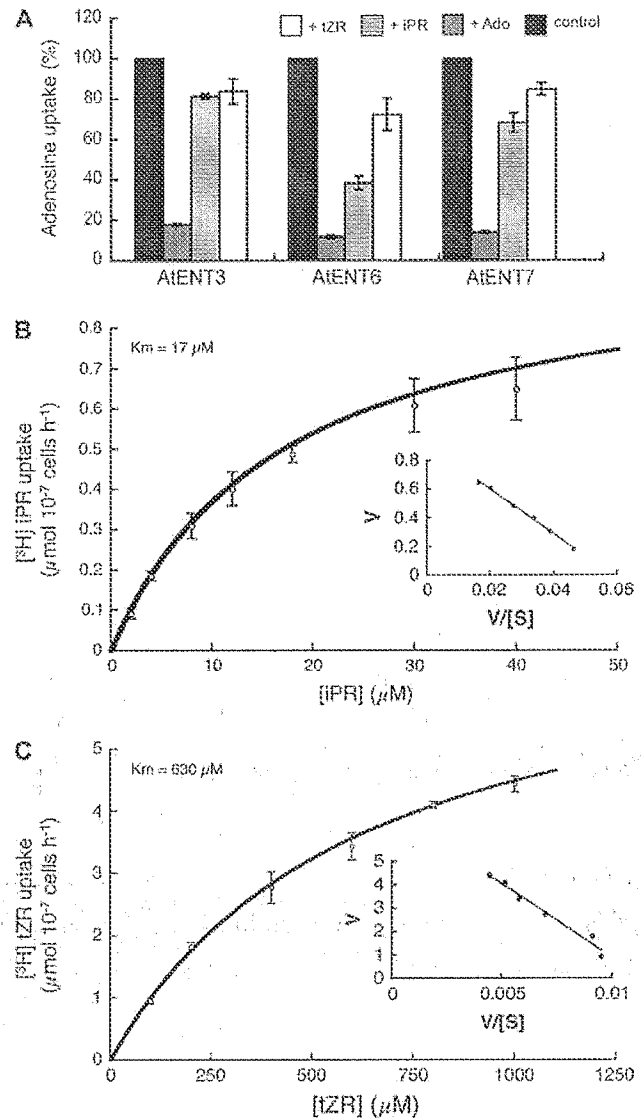 A
+ tZR + iPR + Ado control
Adenosine uptake (%)
120
100
80
60
40
20
0
AtENT3 AtENT6 AtENT7
B
Km = 17 µM
[³H] iPR uptake
(µmol 10⁻⁷ cells h⁻¹)
0.8
0.7
0.6
0.5
0.4
0.3
0.2
0.1
0
0 10 20 30 40 50
[iPR] (µM)
V
0.8
0.6
0.4
0.2
0 0.02 0.04 0.06
V/[S]
C
Km = 630 µM
[³H] tZR uptake
(µmol 10⁻⁷ cells h⁻¹)
5
4
3
2
1
0
0 250 500 750 1000 1250
[tZR] (µM)
V
5
4
3
2
1
0
0 0.005 0.01
V/[S]